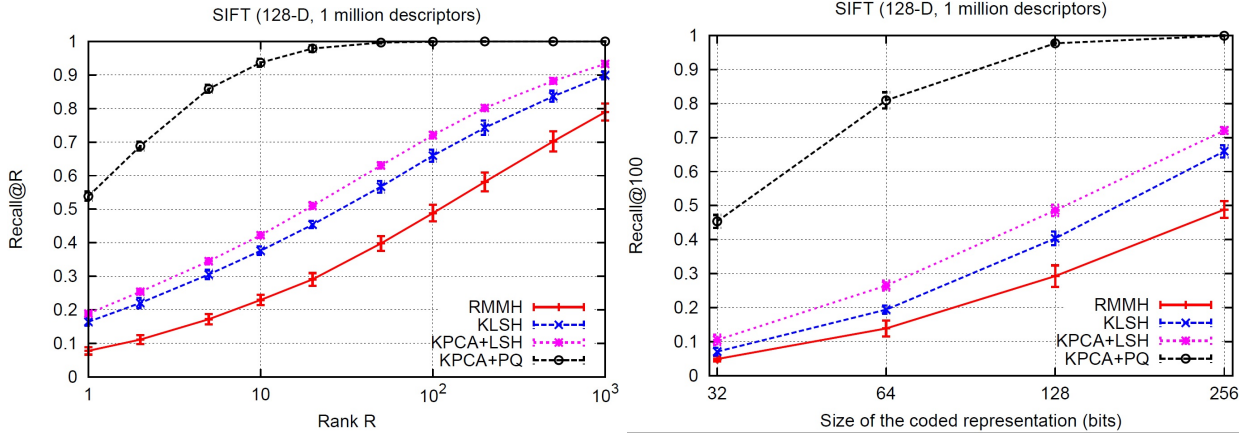 SIFT (128-D, 1 million descriptors)
1
0.9
0.8
0.7
0.6
0.5
0.4
0.3
0.2
0.1
0
Recall@R
RMMH
KLSH
KPCA+LSH
KPCA+PQ
1
10
10²
10³
Rank R
SIFT (128-D, 1 million descriptors)
1
0.9
0.8
0.7
0.6
0.5
0.4
0.3
0.2
0.1
0
Recall@100
RMMH
KLSH
KPCA+LSH
KPCA+PQ
32
64
128
256
Size of the coded representation (bits)